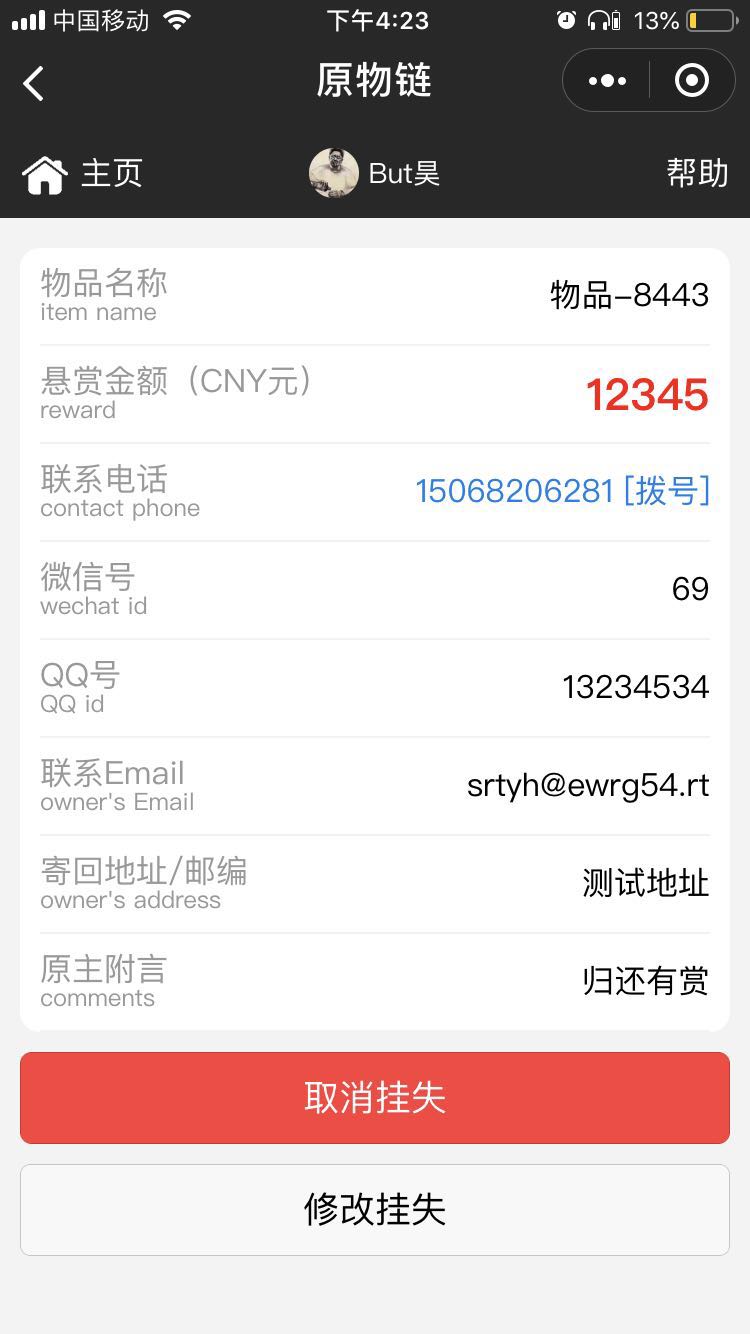 中国移动 下午4:23 13%
原物链
主页 But昊 帮助
物品名称
item name
物品-8443
悬赏金额（CNY元）
reward
12345
联系电话
contact phone
15068206281 [拨号]
微信号
wechat id
69
QQ号
QQ id
13234534
联系Email
owner's Email
srtyh@ewrg54.rt
寄回地址/邮编
owner's address
测试地址
原主附言
comments
归还有赏
取消挂失
修改挂失